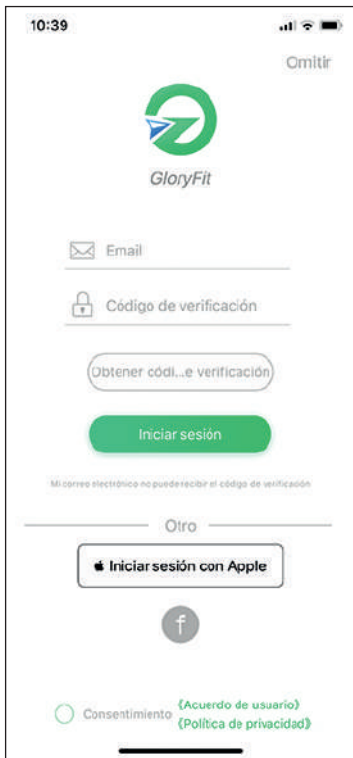 10:39
Omitir
GloryFit
Email
Código de verificación
Obtener códi...e verificación
Iniciar sesión
Mi correo electrónico no puede recibir el código de verificación
Otro
Iniciar sesión con Apple
f
Consentimiento
《Acuerdo de usuario》
《Política de privacidad》